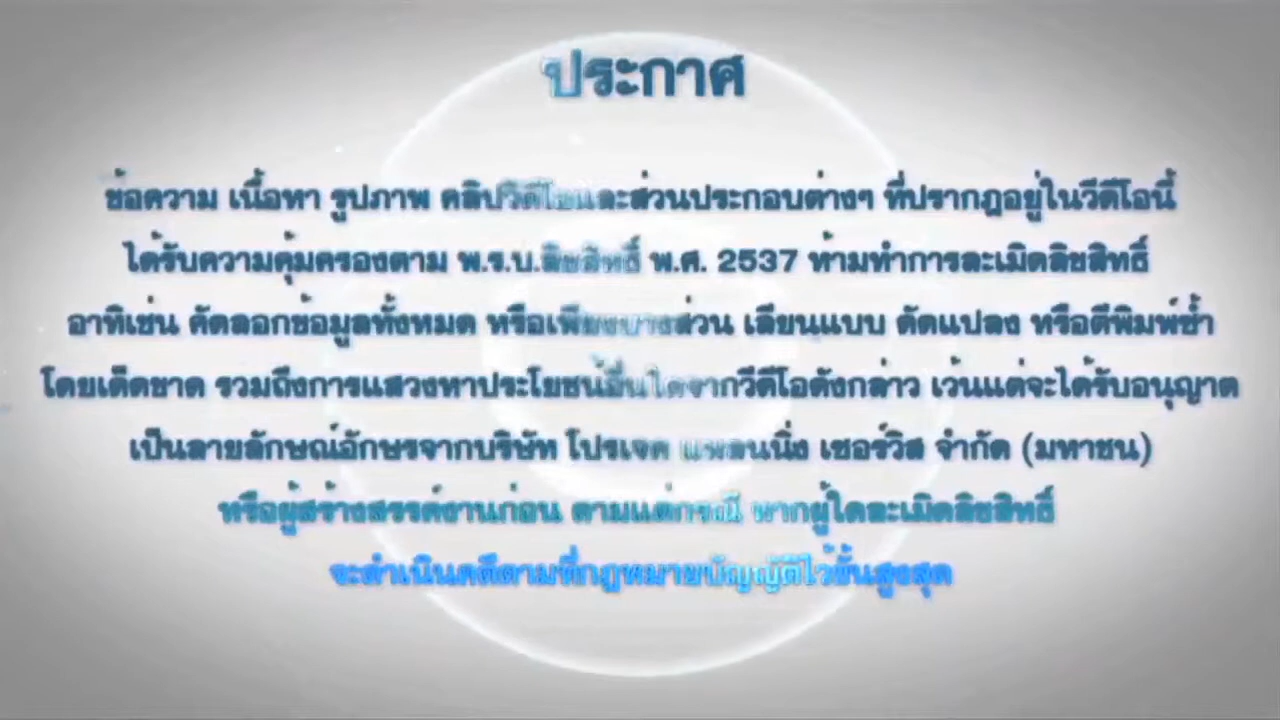 ประกาศ
ข้อความ เนื้อหา รูปภาพ คลิปวิดีโอและส่วนประกอบต่างๆ ที่ปรากฏอยู่ในวีดีโอนี้
ได้รับความคุ้มครองตาม พ.ร.บ.ลิขสิทธิ์ พ.ศ. 2537 ห้ามทำการละเมิดลิขสิทธิ์
อาทิเช่น คัดลอกข้อมูลทั้งหมด หรือเพียงบางส่วน เลียนแบบ ดัดแปลง หรือตีพิมพ์ซ้ำ
โดยเด็ดขาด รวมถึงการแสวงหาประโยชน์อื่นใดจากวีดีโอดังกล่าว เว้นแต่จะได้รับอนุญาต
เป็นลายลักษณ์อักษรจากบริษัท โปรเจค แพลนนิ่ง เซอร์วิส จำกัด (มหาชน)
หรือผู้สร้างสรรค์งานก่อน ตามแต่กรณี หากผู้ใดละเมิดลิขสิทธิ์
จะดำเนินคดีตามที่กฎหมายบัญญัติไว้ขั้นสูงสุด